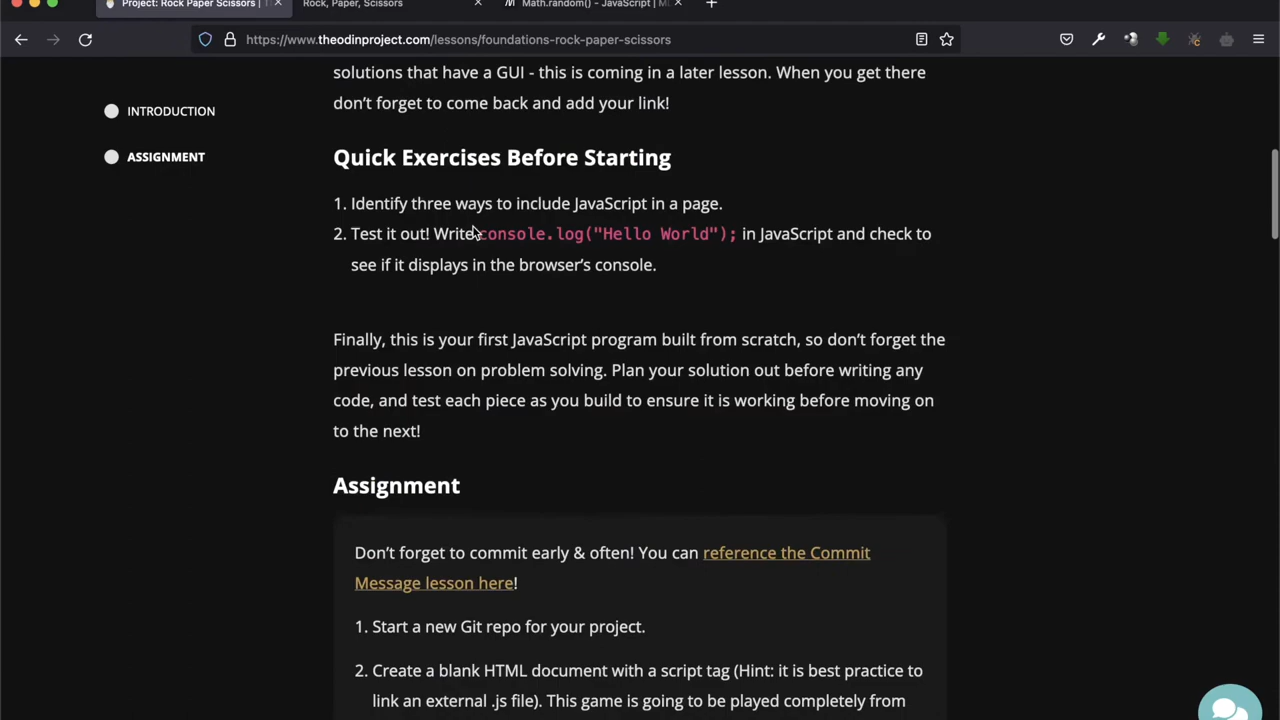 Project: Rock Paper Scissors |
Rock, Paper, Scissors
Math.random() - JavaScript |
https://www.theodinproject.com/lessons/foundations-rock-paper-scissors
solutions that have a GUI - this is coming in a later lesson. When you get there
don’t forget to come back and add your link!
INTRODUCTION
ASSIGNMENT
Quick Exercises Before Starting
1. Identify three ways to include JavaScript in a page.
2. Test it out! Write console.log("Hello World"); in JavaScript and check to
see if it displays in the browser’s console.
Finally, this is your first JavaScript program built from scratch, so don’t forget the
previous lesson on problem solving. Plan your solution out before writing any
code, and test each piece as you build to ensure it is working before moving on
to the next!
Assignment
Don’t forget to commit early & often! You can reference the Commit
Message lesson here!
1. Start a new Git repo for your project.
2. Create a blank HTML document with a script tag (Hint: it is best practice to
link an external .js file). This game is going to be played completely from